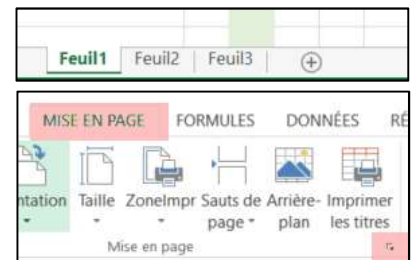 Feuil1 Feuil2 Feuil3
MISE EN PAGE FORMULES DONNÉES RÉ
ntation Taille ZoneImpr Sauts de Arrière- Imprimer
page plan les titres
Mise en page